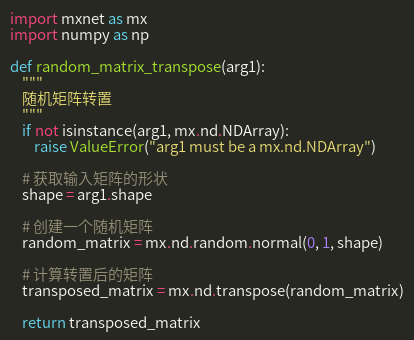 import mxnet as mx
import numpy as np
def random_matrix_transpose(arg1):
"""
随机矩阵转置
"""
if not isinstance(arg1, mx.nd.NDArray):
raise ValueError("arg1 must be a mx.nd.NDArray")
# 获取输入矩阵的形状
shape = arg1.shape
# 创建一个随机矩阵
random_matrix = mx.nd.random.normal(0, 1, shape)
# 计算转置后的矩阵
transposed_matrix = mx.nd.transpose(random_matrix)
return transposed_matrix